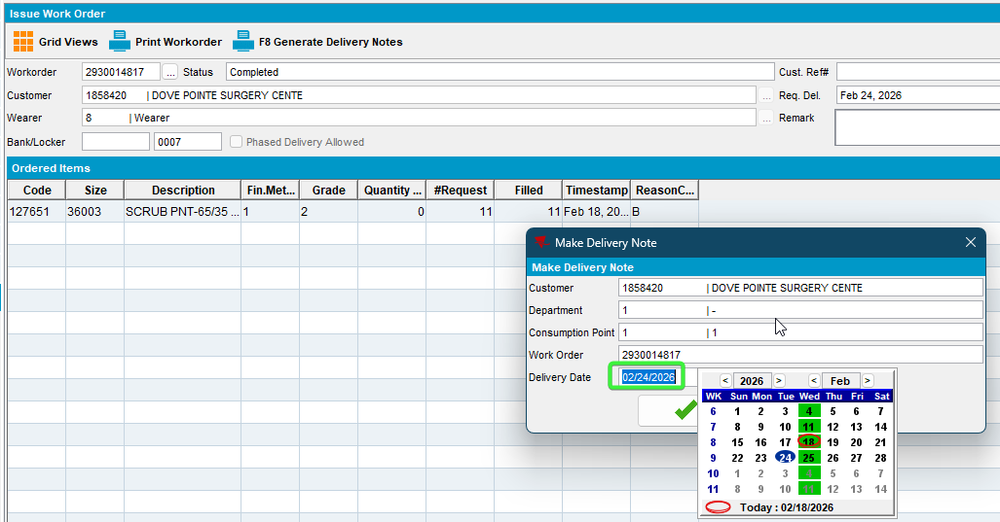 Issue Work Order
Grid Views Print Workorder F8 Generate Delivery Notes
Workorder 2930014817 ... Status Completed Cust. Ref#
Customer 1858420 | DOVE POINTE SURGERY CENTE ... Req. Del. Feb 24, 2026
Wearer 8 | Wearer ... Remark
Bank/Locker 0007 Phased Delivery Allowed
Ordered Items
Code Size Description Fin.Met... Grade Quantity ... #Request Filled Timestamp ReasonC...
127651 36003 SCRUB PNT-65/35 ... 1 2 0 11 11 Feb 18, 20... B
Make Delivery Note
Make Delivery Note
Customer 1858420 | DOVE POINTE SURGERY CENTE
Department 1 | -
Consumption Point 1 | 1
Work Order 2930014817
Delivery Date 02/24/2026
< 2026 > < Feb >
WK Sun Mon Tue Wed Thu Fri Sat
6 1 2 3 4 5 6 7
7 8 9 10 11 12 13 14
8 15 16 17 18 19 20 21
9 22 23 24 25 26 27 28
10 1 2 3 4 5 6 7
11 8 9 10 11 12 13 14
Today : 02/18/2026